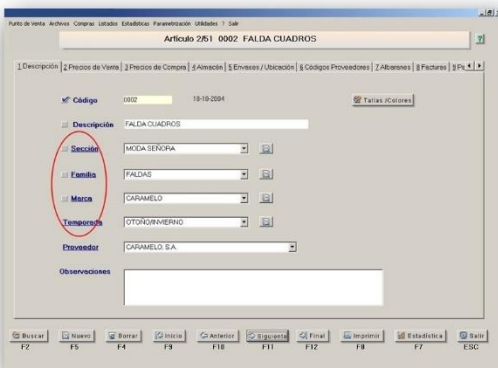 Punto de Venta Archivos Compras Listados Estadísticas Parametrización Utilidades ? Salir
Artículo 2/51 0002 FALDA CUADROS
1 Descripción 2 Precios de Venta 3 Precios de Compra 4 Almacén 5 Envases / Ubicación 6 Códigos Proveedores 7 Albaranes 8 Facturas
Código 0002 18-10-2004 Tallas /Colores
Descripción FALDA CUADROS
Sección MODA SEÑORA
Familia FALDAS
Marca CARAMELO
Temporada OTOÑO/INVIERNO
Proveedor CARAMELO, S.A.
Observaciones
Buscar Nuevo Borrar Inicio Anterior Siguiente Final Imprimir Estadística Salir
F2 F5 F4 F9 F10 F11 F12 F8 F7 ESC